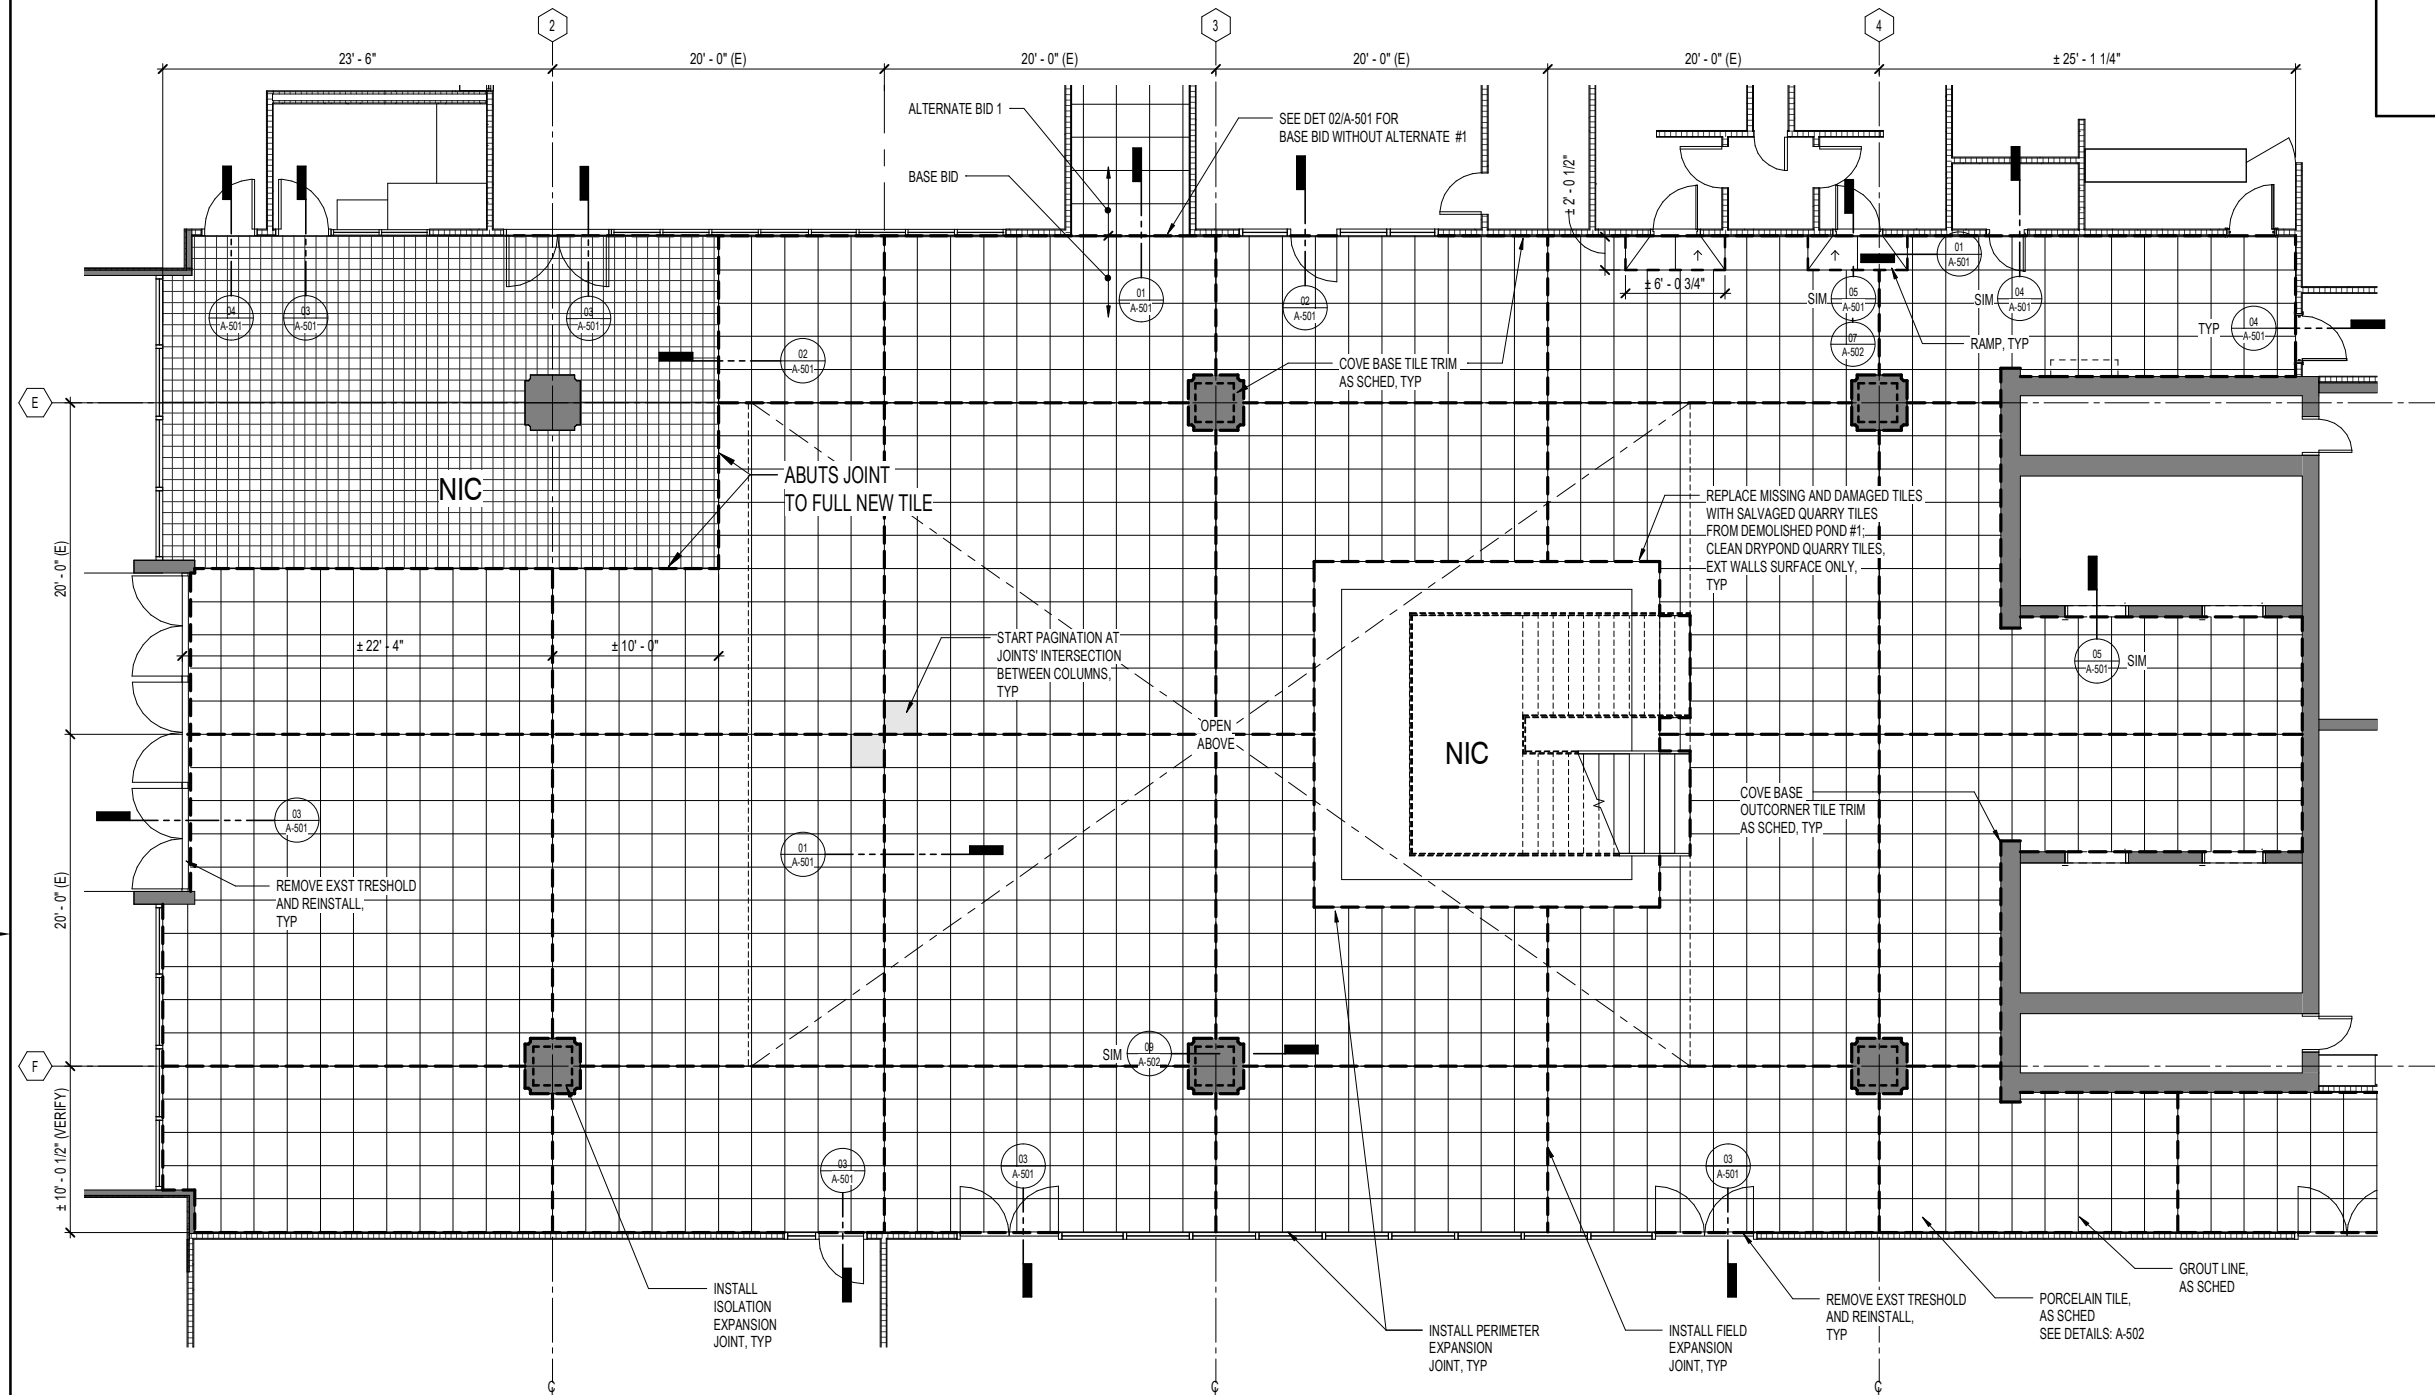 2
3
4
23' - 6"
20' - 0" (E)
20' - 0" (E)
20' - 0" (E)
20' - 0" (E)
± 25' - 1 1/4"
ALTERNATE BID 1
SEE DET 02/A-501 FOR
BASE BID WITHOUT ALTERNATE #1
BASE BID
± 2' - 0 1/2"
01
A-501
± 6' - 0 3/4"
04
A-501
03
A-501
03
A-501
01
A-501
02
A-501
SIM
05
A-501
SIM
04
A-501
TYP
04
A-501
07
A-502
RAMP, TYP
02
A-501
COVE BASE TILE TRIM
AS SCHED, TYP
E
NIC
ABUTS JOINT
TO FULL NEW TILE
REPLACE MISSING AND DAMAGED TILES
WITH SALVAGED QUARRY TILES
FROM DEMOLISHED POND #1;
CLEAN DRYPOND QUARRY TILES,
EXT WALLS SURFACE ONLY,
TYP
20' - 0" (E)
± 22' - 4"
± 10' - 0"
START PAGINATION AT
JOINTS' INTERSECTION
BETWEEN COLUMNS,
TYP
05
A-501
SIM
OPEN
ABOVE
NIC
COVE BASE
OUTCORNER TILE TRIM
AS SCHED, TYP
03
A-501
01
A-501
20' - 0" (E)
REMOVE EXST TRESHOLD
AND REINSTALL,
TYP
SIM
09
A-502
F
± 10' - 0 1/2" (VERIFY)
03
A-501
03
A-501
03
A-501
INSTALL
ISOLATION
EXPANSION
JOINT, TYP
INSTALL PERIMETER
EXPANSION
JOINT, TYP
INSTALL FIELD
EXPANSION
JOINT, TYP
REMOVE EXST TRESHOLD
AND REINSTALL,
TYP
PORCELAIN TILE,
AS SCHED
SEE DETAILS: A-502
GROUT LINE,
AS SCHED